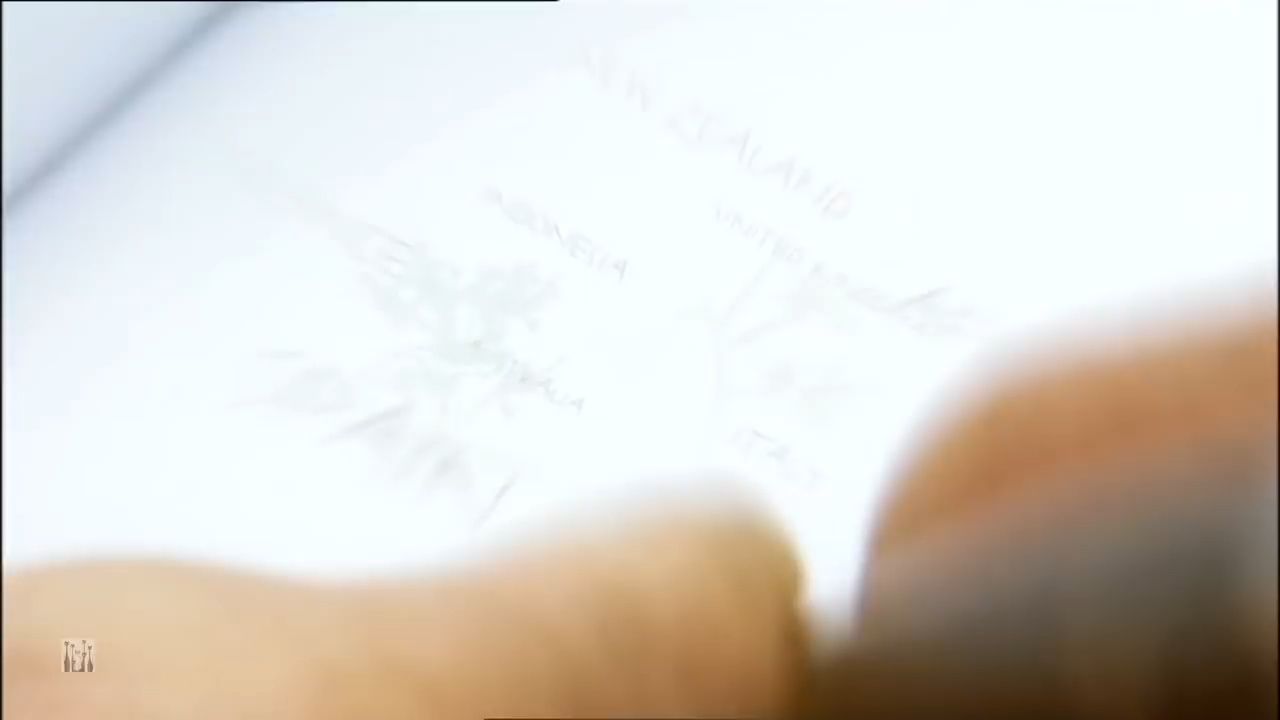 NEW ZEALAND
INDONESIA
UNITED KINGDOM
AUSTRALIA
ITALY